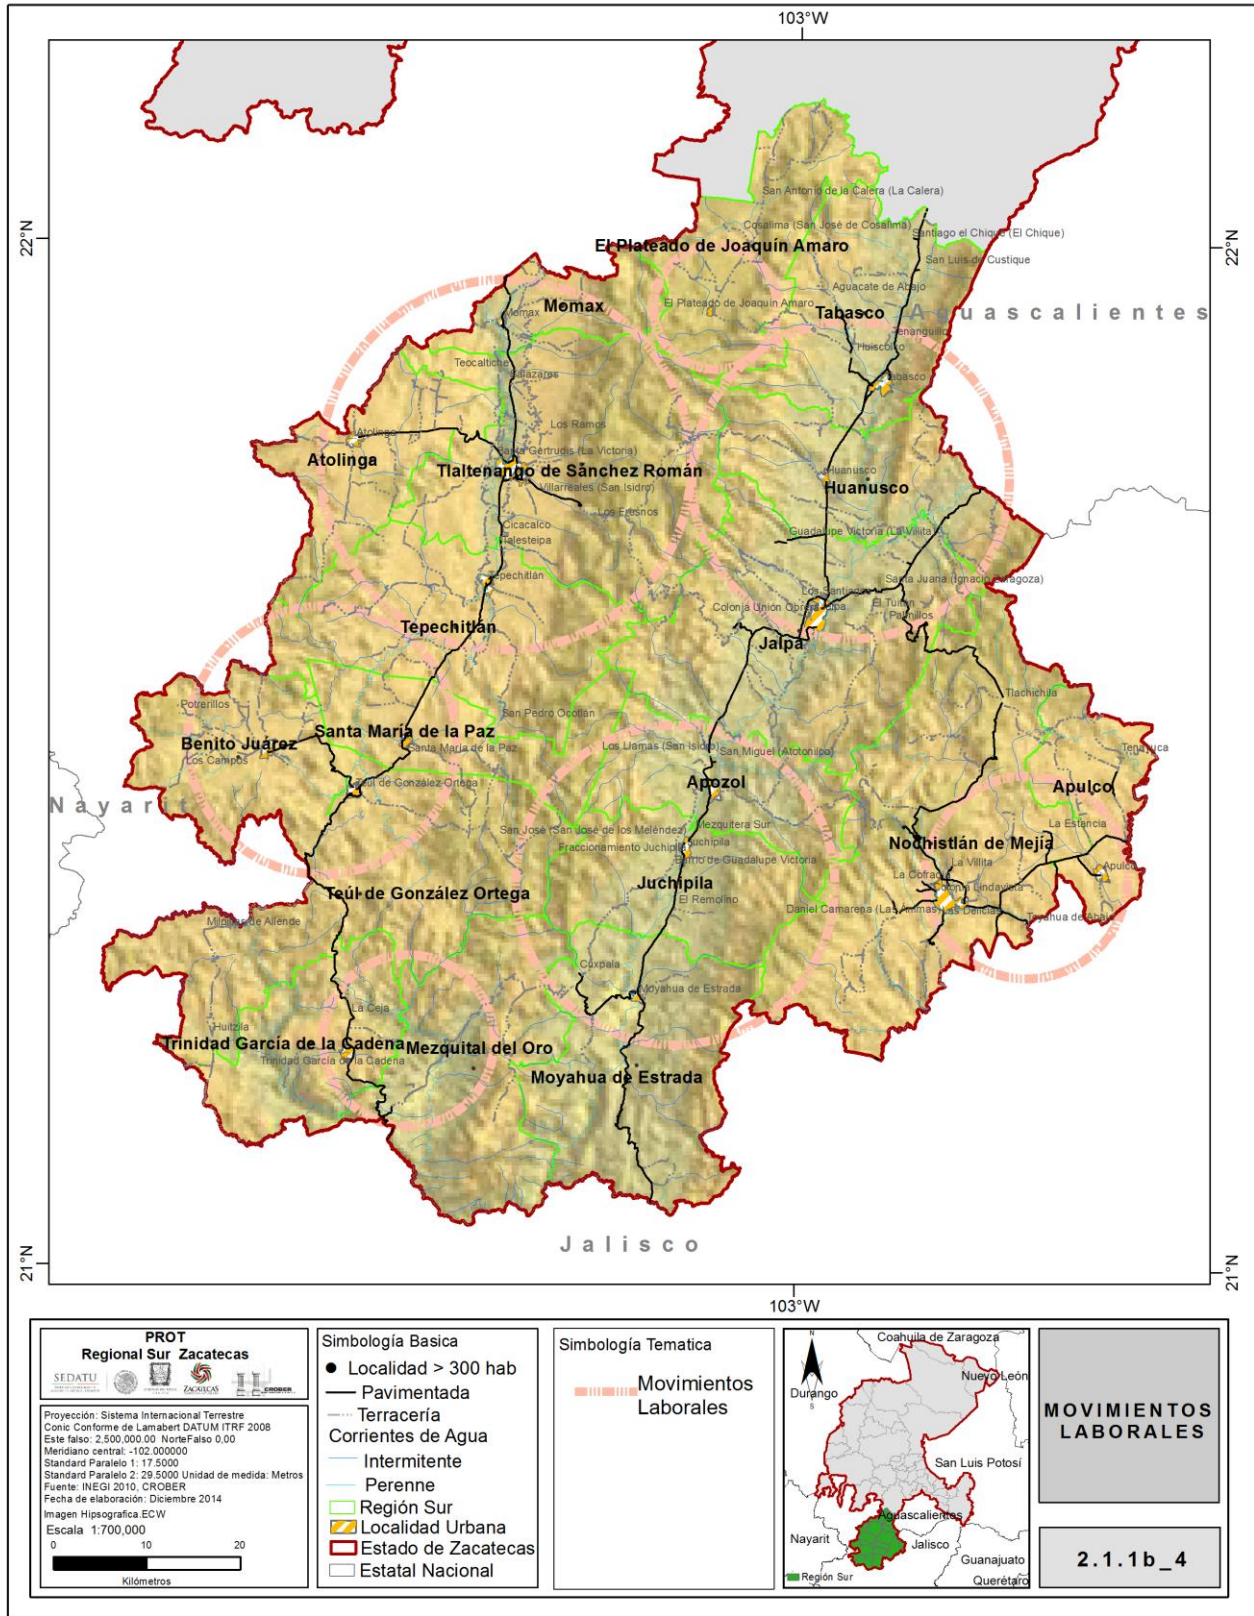 103°W
22°N
22°N
San Antonio de la Calera (La Calera)
Cosalima (San José de Cosalima)
Santiago el Chique (El Chique)
El Plateado de Joaquín Amaro
San Luis de Custique
Aguacate de Abajo
El Plateado de Joaquín Amaro
Momax
Momax
Tabasco
Aguascalientes
Tenanguillo
Huiscolco
Teocaltiche
Salazares
Tabasco
Los Ramos
Atolinga
Atolinga
Santa Gertrudis (La Victoria)
Tlaltenango de Sánchez Román
Huanusco
Villarreales (San Isidro)
Huanusco
Los Fresnos
Cicacalco
Talesteipa
Guadalupe Victoria (La Villita)
Tepechitlán
Santa Juana (Ignacio Zaragoza)
Los Santiagos
El Tuitán
Colonia Unión Obrera
Jalpa
Palmillos
Tepechitlán
Jalpa
Tlachichila
Potrerillos
San Pedro Ocotlán
Santa María de la Paz
Benito Juárez
Los Campos
Santa María de la Paz
Los Llamas (San Isidro)
San Miguel (Atotonilco)
Tenayuca
Nayarit
Teúl de González Ortega
Apozol
Apulco
La Estancia
San José (San José de los Meléndez)
Mezquitera Sur
Fraccionamiento Juchipila
Juchipila
Barrio de Guadalupe Victoria
Nochistlán de Mejía
La Villita
La Cofradía
Apulco
Colonia Lindavista
Juchipila
Teúl de González Ortega
El Remolino
Daniel Camarena (Las Ánimas)
Las Delicias
Toyahua de Abajo
Milpillas de Allende
Cuxpala
Moyahua de Estrada
La Ceja
Huitzila
Trinidad García de la Cadena
Trinidad García de la Cadena
Mezquital del Oro
Moyahua de Estrada
Jalisco
21°N
21°N
103°W
PROT
Regional Sur Zacatecas
SEDATU
ZACATECAS
CROBER
Proyección: Sistema Internacional Terrestre
Conic Conforme de Lamabert DATUM ITRF 2008
Este falso: 2,500,000.00 NorteFalso 0,00
Meridiano central: -102.000000
Standard Paralelo 1: 17.5000
Standard Paralelo 2: 29.5000 Unidad de medida: Metros
Fuente: INEGI 2010, CROBER
Fecha de elaboración: Diciembre 2014
Imagen Hipsografica.ECW
Escala 1:700,000
0 10 20
Kilómetros
Simbología Basica
Localidad > 300 hab
Pavimentada
Terracería
Corrientes de Agua
Intermitente
Perenne
Región Sur
Localidad Urbana
Estado de Zacatecas
Estatal Nacional
Simbología Tematica
Movimientos
Laborales
N
S
Coahuila de Zaragoza
Nuevo León
Durango
San Luis Potosí
Aguascalientes
Nayarit
Jalisco
Guanajuato
Querétaro
Región Sur
MOVIMIENTOS
LABORALES
2.1.1b_4